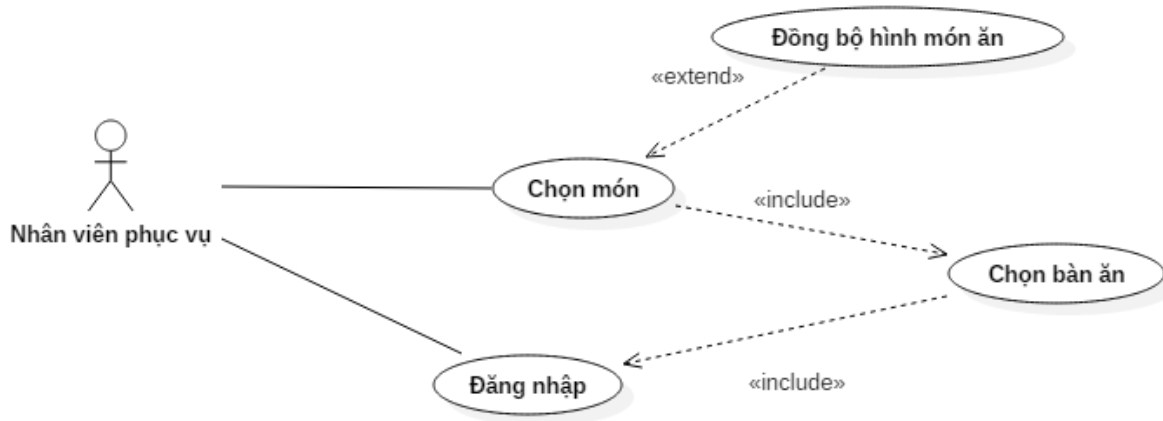 Đồng bộ hình món ăn
«extend»
Chọn món
«include»
Nhân viên phục vụ
Chọn bàn ăn
Đăng nhập
«include»